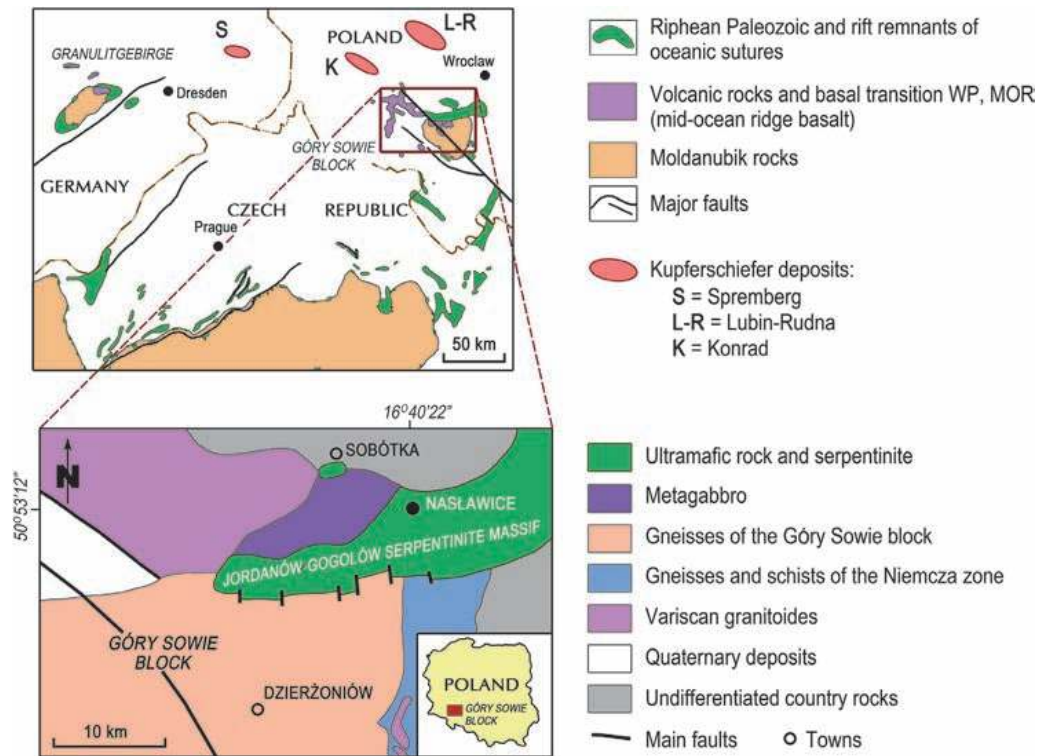 S
POLAND
L-R
GRANULITGEBIRGE
K
Wroclaw
Dresden
GÓRY SOWIE
BLOCK
GERMANY
CZECH
REPUBLIC
Prague
50 km
Riphean Paleozoic and rift remnants of
oceanic sutures
Volcanic rocks and basal transition WP, MOR
(mid-ocean ridge basalt)
Moldanubik rocks
Major faults
Kupferschiefer deposits:
S = Spremberg
L-R = Lubin-Rudna
K = Konrad
16°40'22"
50°53'12"
N
SOBÓTKA
NASŁAWICE
JORDANÓW-GOGOLÓW SERPENTINITE MASSIF
GÓRY SOWIE
BLOCK
DZIERŻONIÓW
10 km
POLAND
GÓRY SOWIE
BLOCK
Ultramafic rock and serpentinite
Metagabbro
Gneisses of the Góry Sowie block
Gneisses and schists of the Niemcza zone
Variscan granitoides
Quaternary deposits
Undifferentiated country rocks
Main faults
Towns